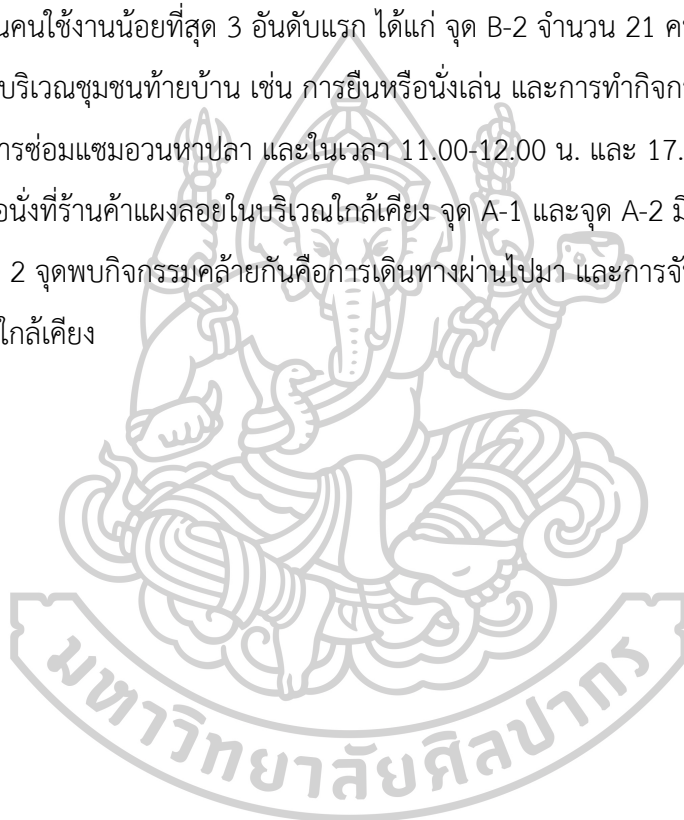 นคนใช้งานน้อยที่สุด 3 อันดับแรก ได้แก่ จุด B-2 จำนวน 21 ค
บริเวณชุมชนท้ายบ้าน เช่น การยืนหรือนั่งเล่น และการทำกิจก
ารซ่อมแซมอวนหาปลา และในเวลา 11.00-12.00 น. และ 17.
อนั่งที่ร้านค้าแผงลอยในบริเวณใกล้เคียง จุด A-1 และจุด A-2 มี
2 จุดพบกิจกรรมคล้ายกันคือการเดินทางผ่านไปมา และการจั
ใกล้เคียง
มหาวิทยาลัยศิลปากร